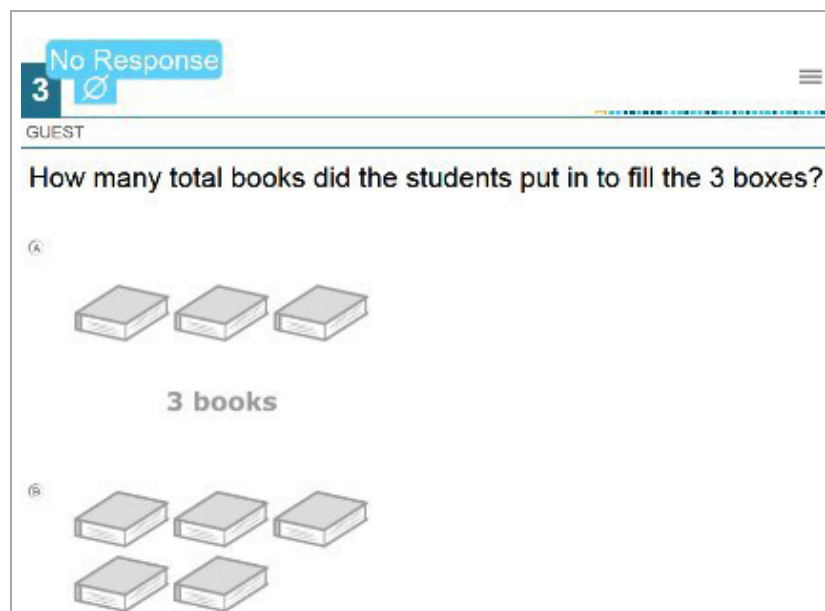 No Response
3
GUEST
How many total books did the students put in to fill the 3 boxes?
A
3 books
B